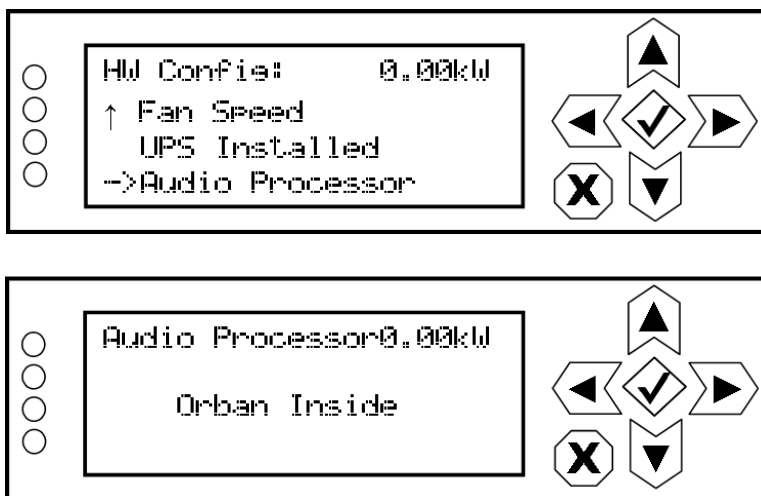 HW Config: 0.00kW
↑ Fan Speed
UPS Installed
->Audio Processor
X
Audio Processor0.00kW
Orban Inside
X